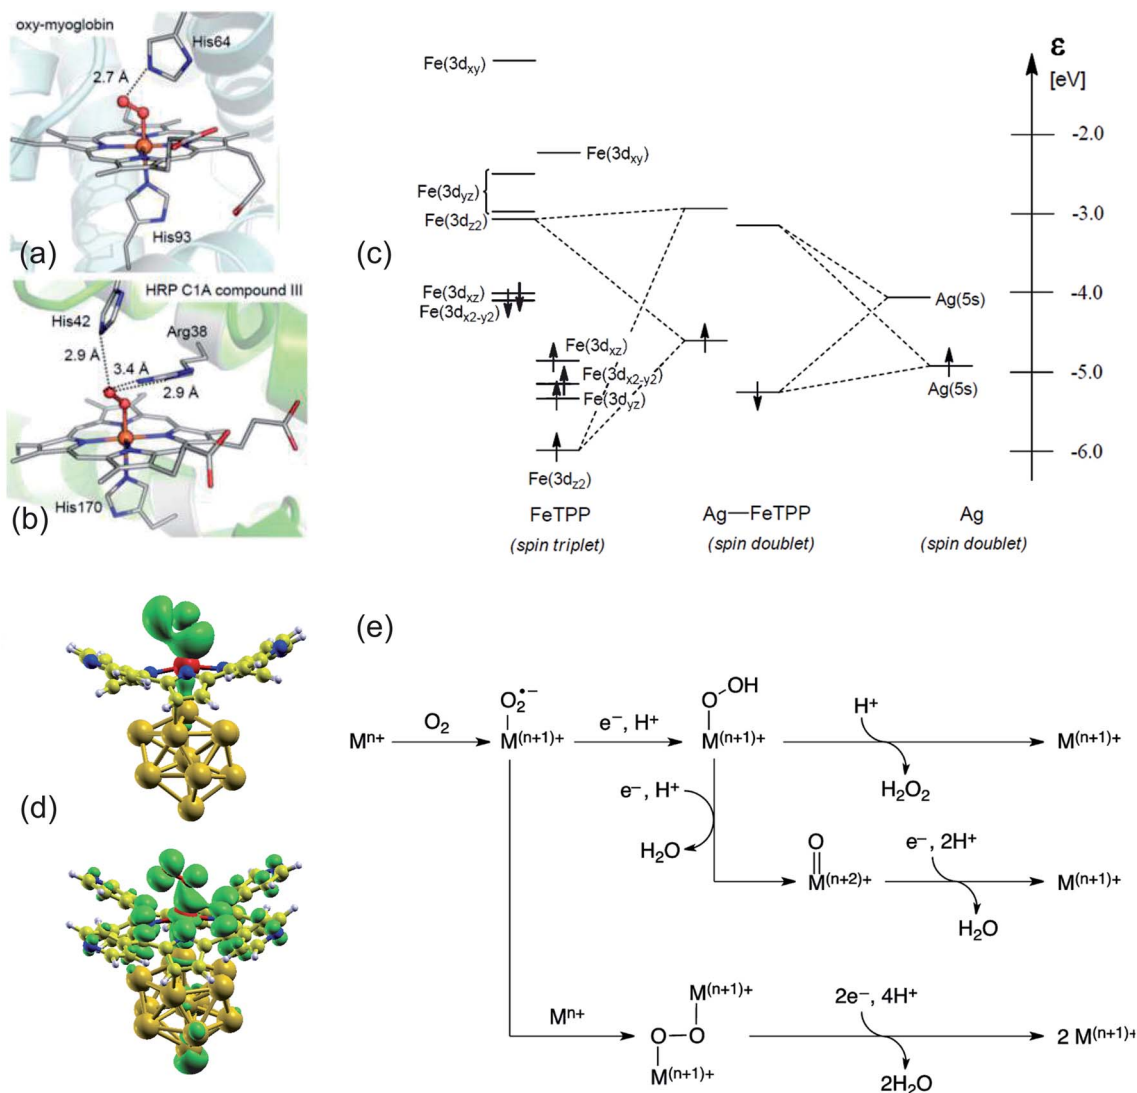 oxy-myoglobin
His64
2.7 Å
His93
(a)
HRP C1A compound III
His42
Arg38
2.9 Å
3.4 Å
2.9 Å
His170
(b)
(c)
ε
[eV]
Fe(3dxy)
-2.0
Fe(3dxy)
Fe(3dyz)
Fe(3dz2)
-3.0
Fe(3dxz)
Fe(3dx2-y2)
-4.0
Ag(5s)
Fe(3dxz)
Fe(3dx2-y2)
-5.0
Ag(5s)
Fe(3dyz)
-6.0
Fe(3dz2)
FeTPP
(spin triplet)
Ag—FeTPP
(spin doublet)
Ag
(spin doublet)
(d)
(e)
Mn+
O2
O2•−
M(n+1)+
e−, H+
O-OH
M(n+1)+
H+
H2O2
M(n+1)+
e−, H+
H2O
O
M(n+2)+
e−, 2H+
H2O
M(n+1)+
Mn+
M(n+1)+
O-O
M(n+1)+
2e−, 4H+
2H2O
2 M(n+1)+